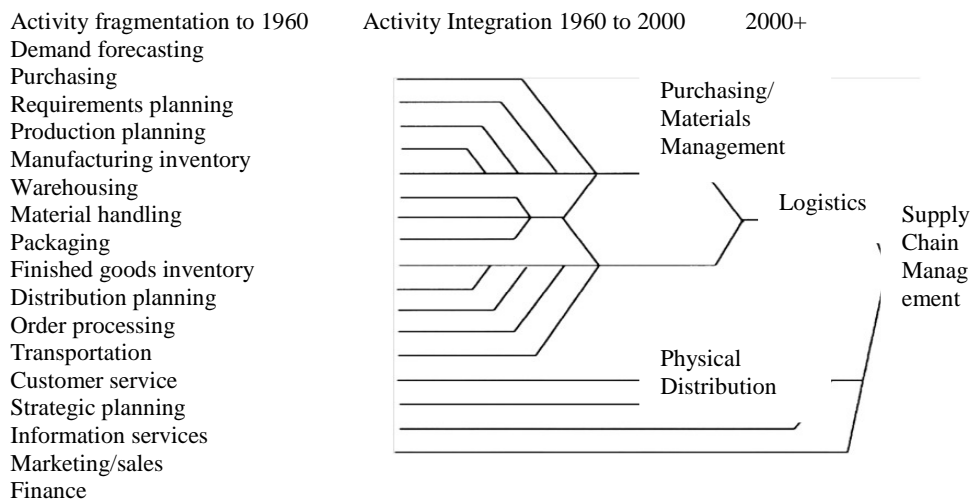 Activity fragmentation to 1960 Activity Integration 1960 to 2000 2000+
Demand forecasting
Purchasing
Requirements planning
Production planning
Manufacturing inventory
Warehousing
Material handling
Packaging
Finished goods inventory
Distribution planning
Order processing
Transportation
Customer service
Strategic planning
Information services
Marketing/sales
Finance
Purchasing/
Materials
Management
Logistics
Physical
Distribution
Supply
Chain
Manag
ement